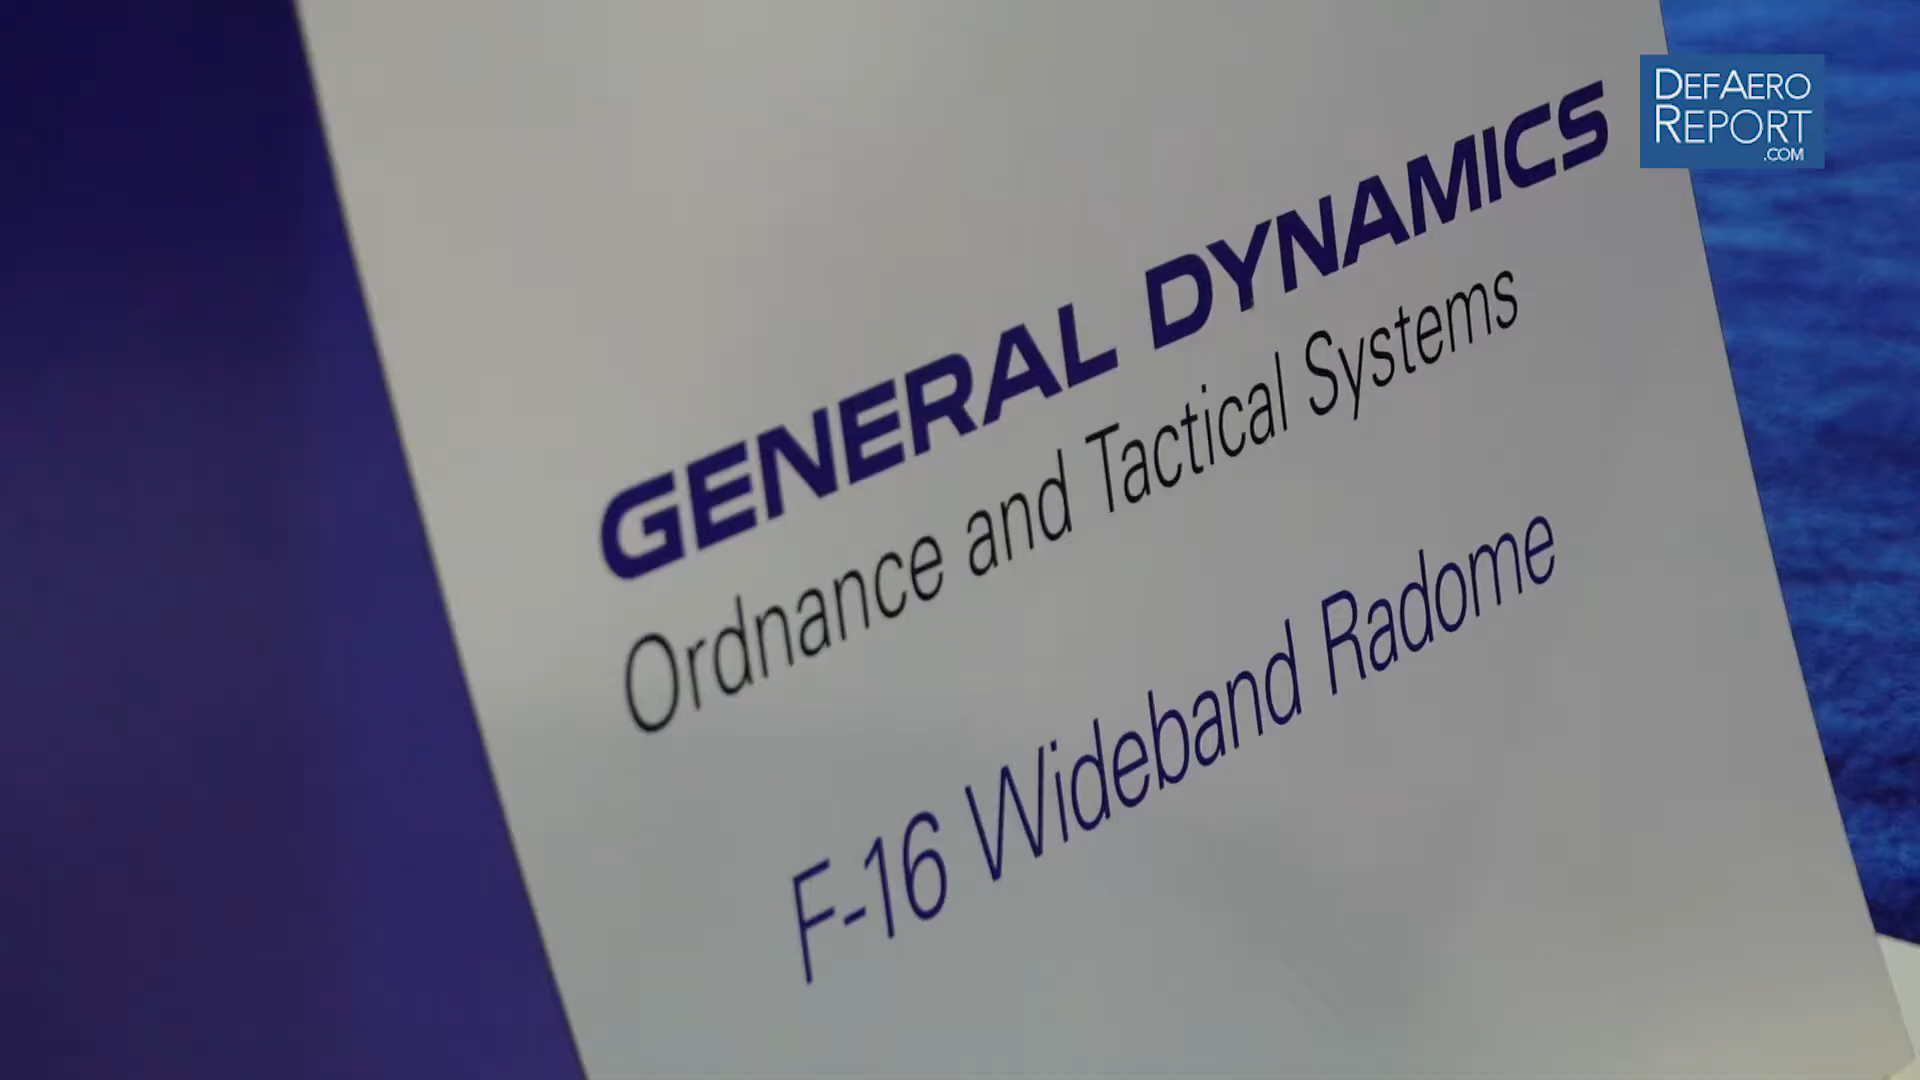 GENERAL DYNAMICS
Ordnance and Tactical Systems
F-16 Wideband Radome
DEFAERO
REPORT
.COM